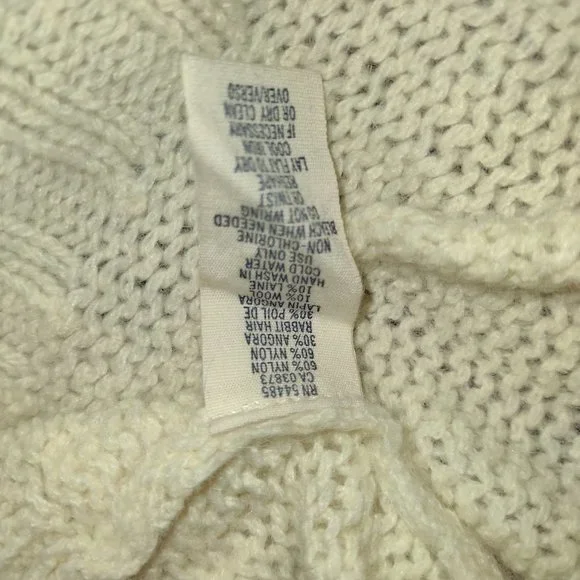 RN 54485
CA 03873
60% NYLON
60% NYLON
30% ANGORA
RABBIT HAIR
30% POIL DE
LAPIN ANGORA
10% WOOL
10% LAINE
HAND WASH IN
COLD WATER
USE ONLY
NON-CHLORINE
BEACH WHEN NEEDED
DO NOT WRING
OR TWIST
RESHAPE
LAY FLAT TO DRY
COOL IRON
IF NECESSARY
OR DRY CLEAN
OVER/VERSO